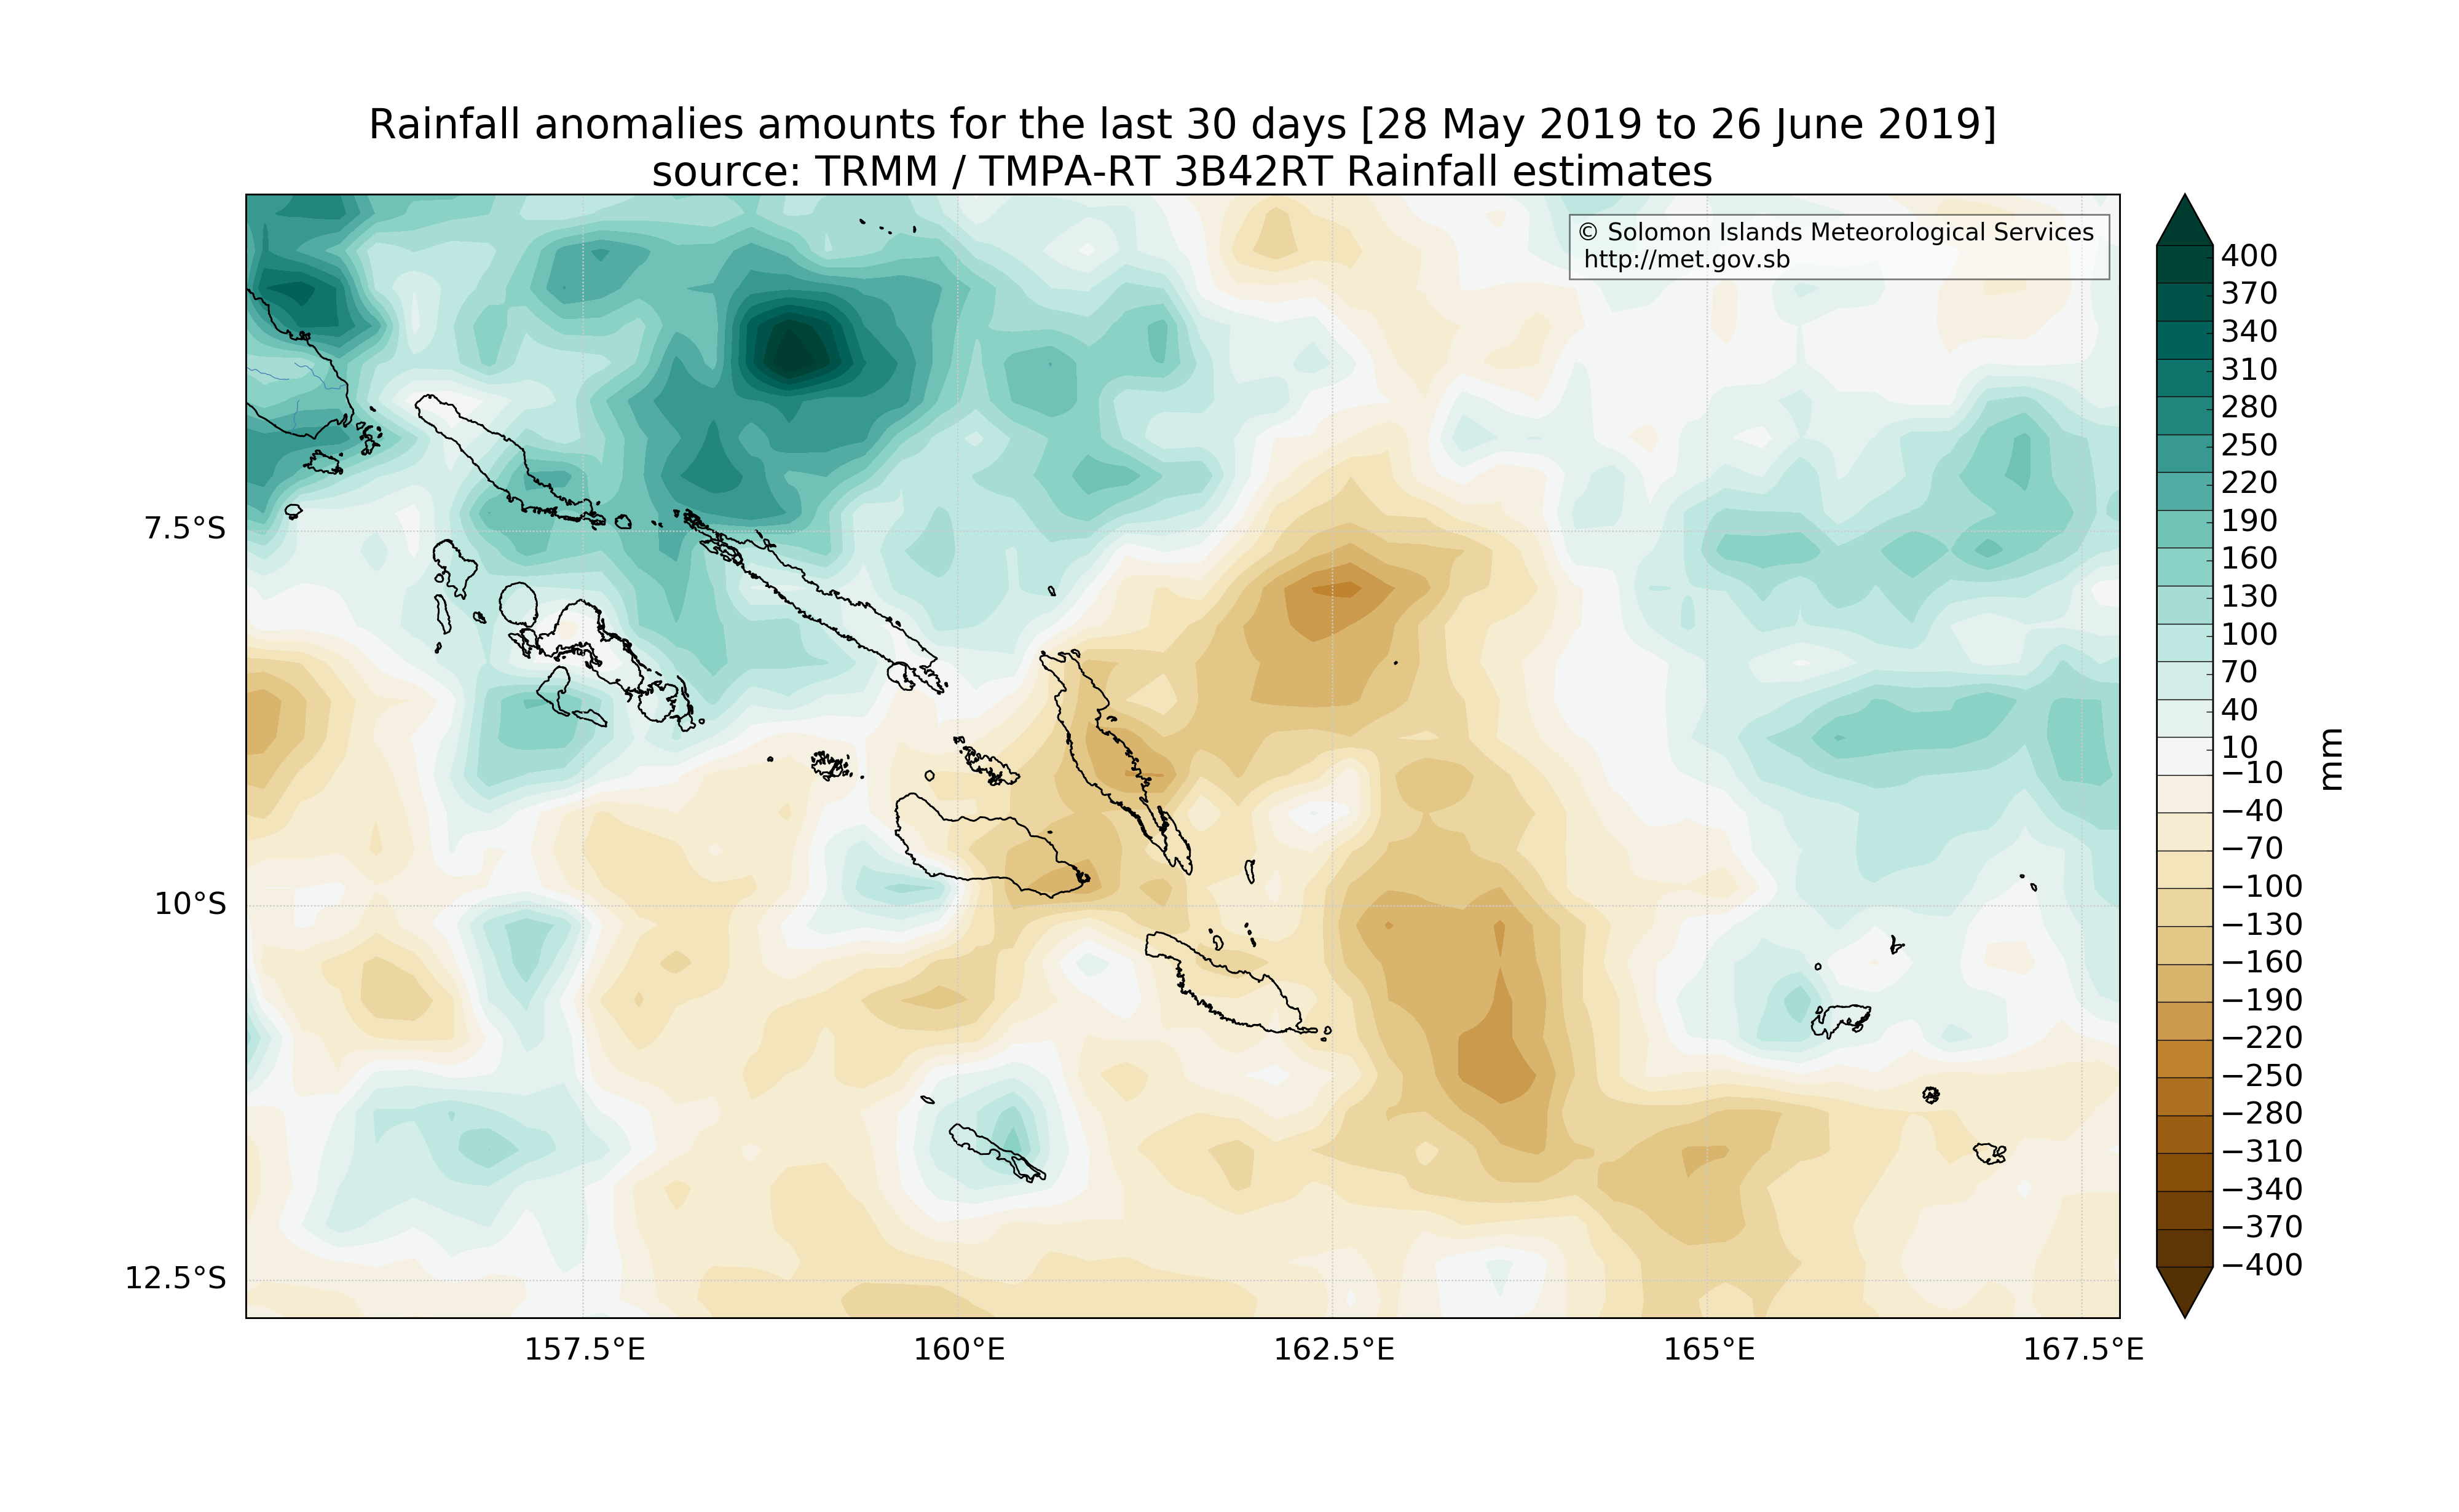 Rainfall anomalies amounts for the last 30 days [28 May 2019 to 26 June 2019]
source: TRMM / TMPA-RT 3B42RT Rainfall estimates
© Solomon Islands Meteorological Services
http://met.gov.sb
7.5°S
10°S
12.5°S
157.5°E
160°E
162.5°E
165°E
167.5°E
400
370
340
310
280
250
220
190
160
130
100
70
40
10
−10
−40
−70
−100
−130
−160
−190
−220
−250
−280
−310
−340
−370
−400
mm